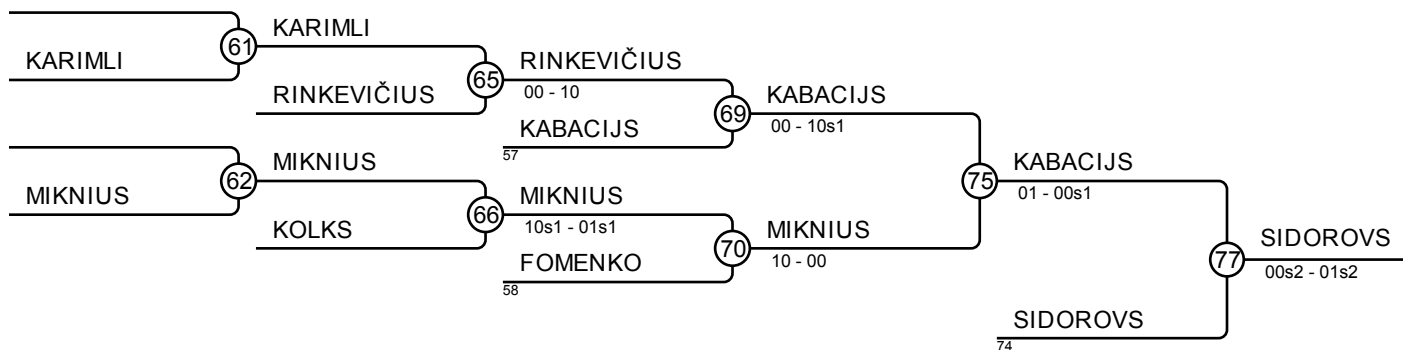 KARIMLI
61
KARIMLI
RINKEVIČIUS
65
RINKEVIČIUS
00 - 10
KABACIJS
57
69
KABACIJS
00 - 10s1
MIKNIUS
62
MIKNIUS
KOLKS
66
MIKNIUS
10s1 - 01s1
FOMENKO
58
70
MIKNIUS
10 - 00
75
KABACIJS
01 - 00s1
SIDOROVS
74
77
SIDOROVS
00s2 - 01s2